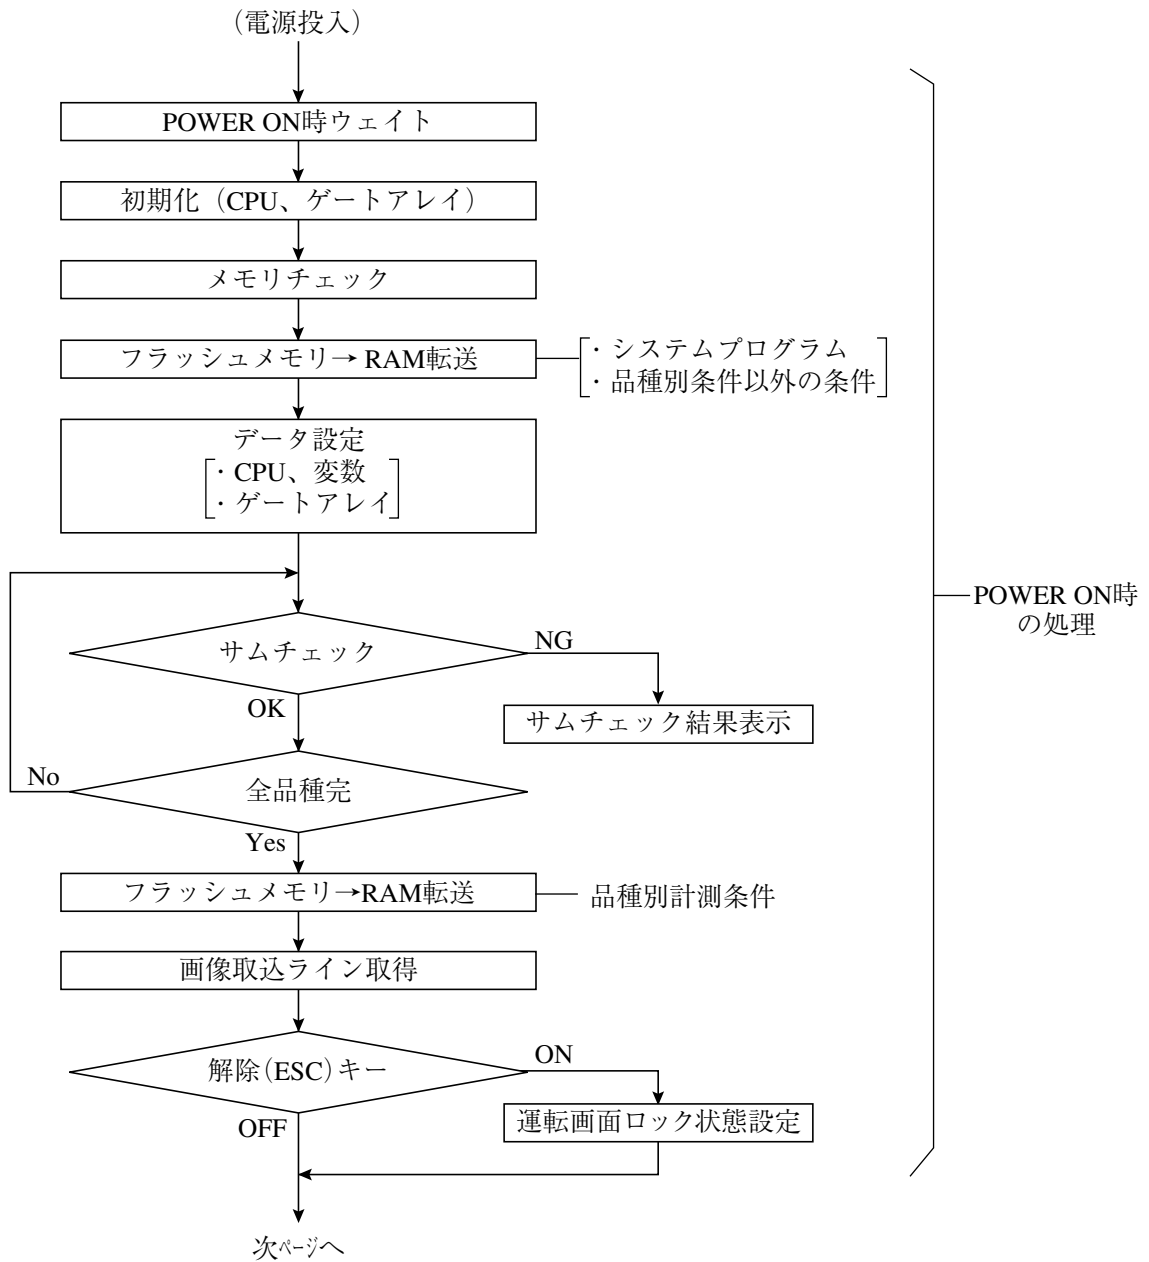 （電源投入）
POWER ON時ウェイト
初期化（CPU、ゲートアレイ）
メモリチェック
フラッシュメモリ→ RAM転送
・システムプログラム
・品種別条件以外の条件
データ設定
・CPU、変数
・ゲートアレイ
POWER ON時
の処理
サムチェック
NG
OK
サムチェック結果表示
No
全品種完
Yes
フラッシュメモリ→RAM転送
品種別計測条件
画像取込ライン取得
解除(ESC)キー
ON
OFF
運転画面ロック状態設定
次ページへ